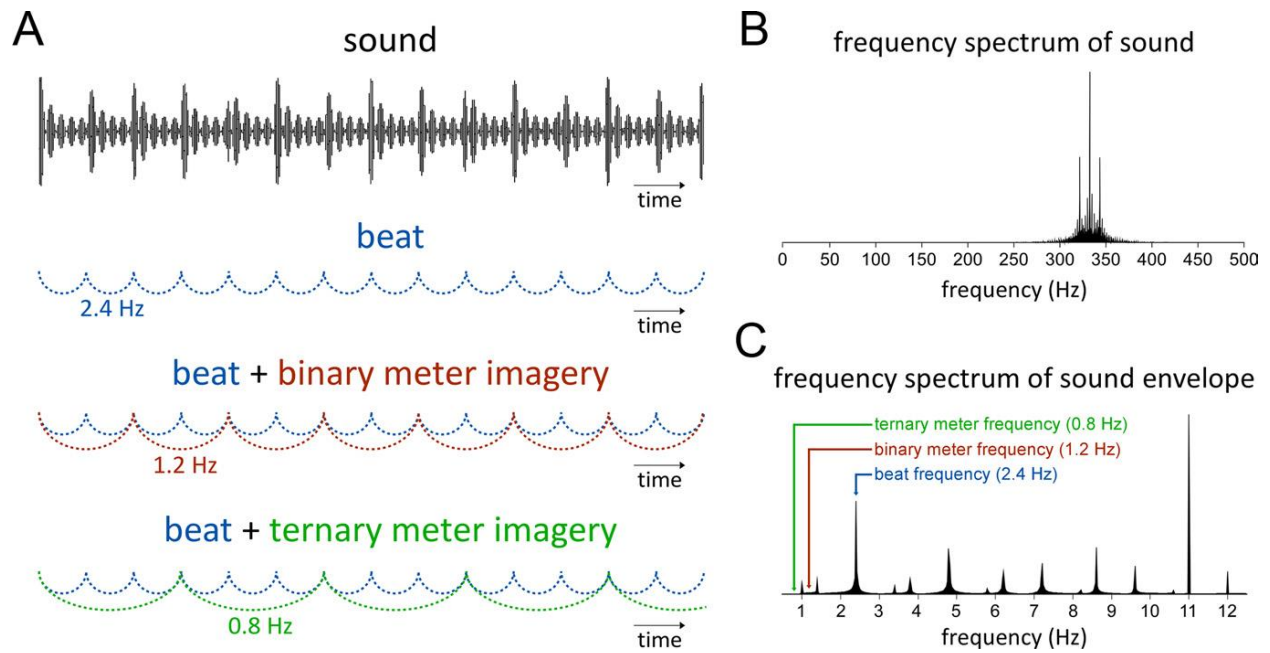 A
sound
time
beat
2.4 Hz
time
beat + binary meter imagery
1.2 Hz
time
beat + ternary meter imagery
0.8 Hz
time
B
frequency spectrum of sound
0 50 100 150 200 250 300 350 400 450 500
frequency (Hz)
C
frequency spectrum of sound envelope
ternary meter frequency (0.8 Hz)
binary meter frequency (1.2 Hz)
beat frequency (2.4 Hz)
1 2 3 4 5 6 7 8 9 11 12
frequency (Hz)